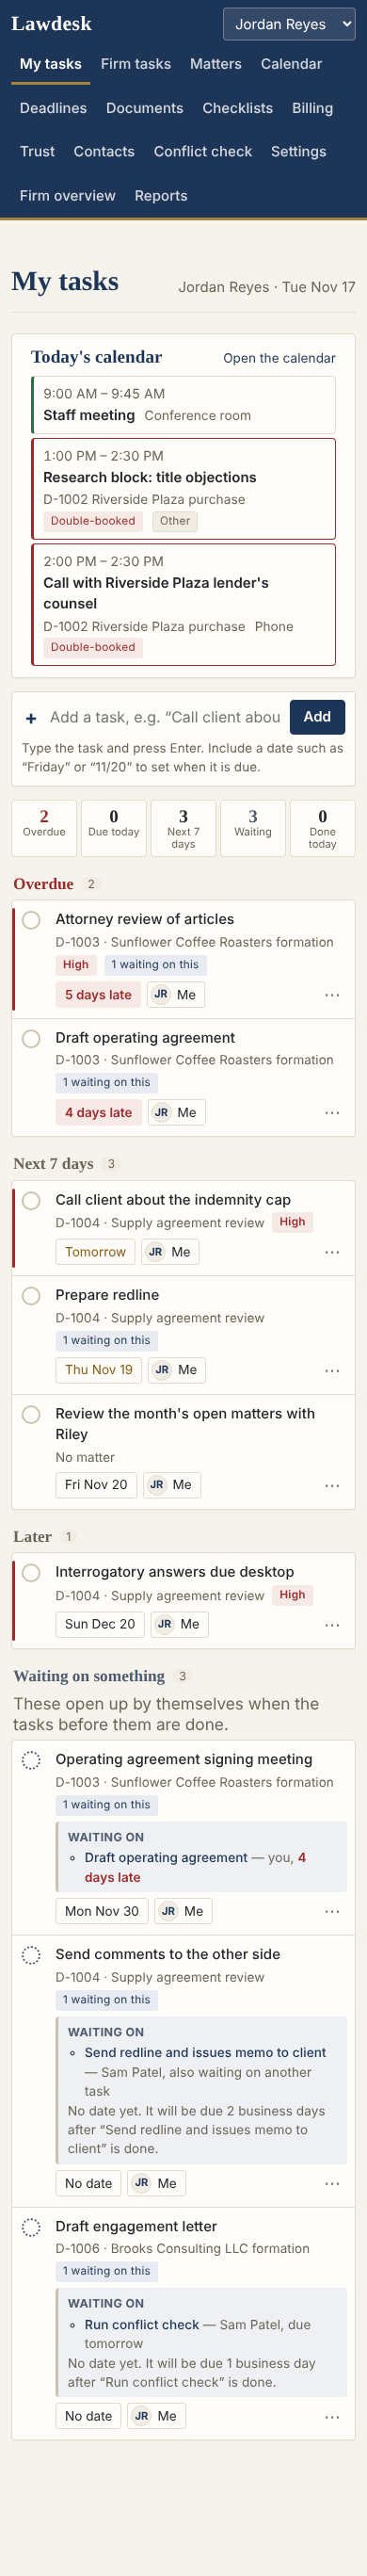 Lawdesk
Jordan Reyes
My tasks Firm tasks Matters Calendar
Deadlines Documents Checklists Billing
Trust Contacts Conflict check Settings
Firm overview Reports
My tasks
Jordan Reyes · Tue Nov 17
Today's calendar
Open the calendar
9:00 AM – 9:45 AM
Staff meeting Conference room
1:00 PM – 2:30 PM
Research block: title objections
D-1002 Riverside Plaza purchase
Double-booked Other
2:00 PM – 2:30 PM
Call with Riverside Plaza lender's
counsel
D-1002 Riverside Plaza purchase Phone
Double-booked
+ Add a task, e.g. “Call client abou
Add
Type the task and press Enter. Include a date such as
“Friday” or “11/20” to set when it is due.
2
Overdue
0
Due today
3
Next 7
days
3
Waiting
0
Done
today
Overdue 2
Attorney review of articles
D-1003 · Sunflower Coffee Roasters formation
High 1 waiting on this
5 days late JR Me ⋯
Draft operating agreement
D-1003 · Sunflower Coffee Roasters formation
1 waiting on this
4 days late JR Me ⋯
Next 7 days 3
Call client about the indemnity cap
D-1004 · Supply agreement review High
Tomorrow JR Me ⋯
Prepare redline
D-1004 · Supply agreement review
1 waiting on this
Thu Nov 19 JR Me ⋯
Review the month's open matters with
Riley
No matter
Fri Nov 20 JR Me ⋯
Later 1
Interrogatory answers due desktop
D-1004 · Supply agreement review High
Sun Dec 20 JR Me ⋯
Waiting on something 3
These open up by themselves when the
tasks before them are done.
Operating agreement signing meeting
D-1003 · Sunflower Coffee Roasters formation
1 waiting on this
WAITING ON
Draft operating agreement — you, 4
days late
Mon Nov 30 JR Me ⋯
Send comments to the other side
D-1004 · Supply agreement review
1 waiting on this
WAITING ON
Send redline and issues memo to client
— Sam Patel, also waiting on another
task
No date yet. It will be due 2 business days
after “Send redline and issues memo to
client” is done.
No date JR Me ⋯
Draft engagement letter
D-1006 · Brooks Consulting LLC formation
1 waiting on this
WAITING ON
Run conflict check — Sam Patel, due
tomorrow
No date yet. It will be due 1 business day
after “Run conflict check” is done.
No date JR Me ⋯